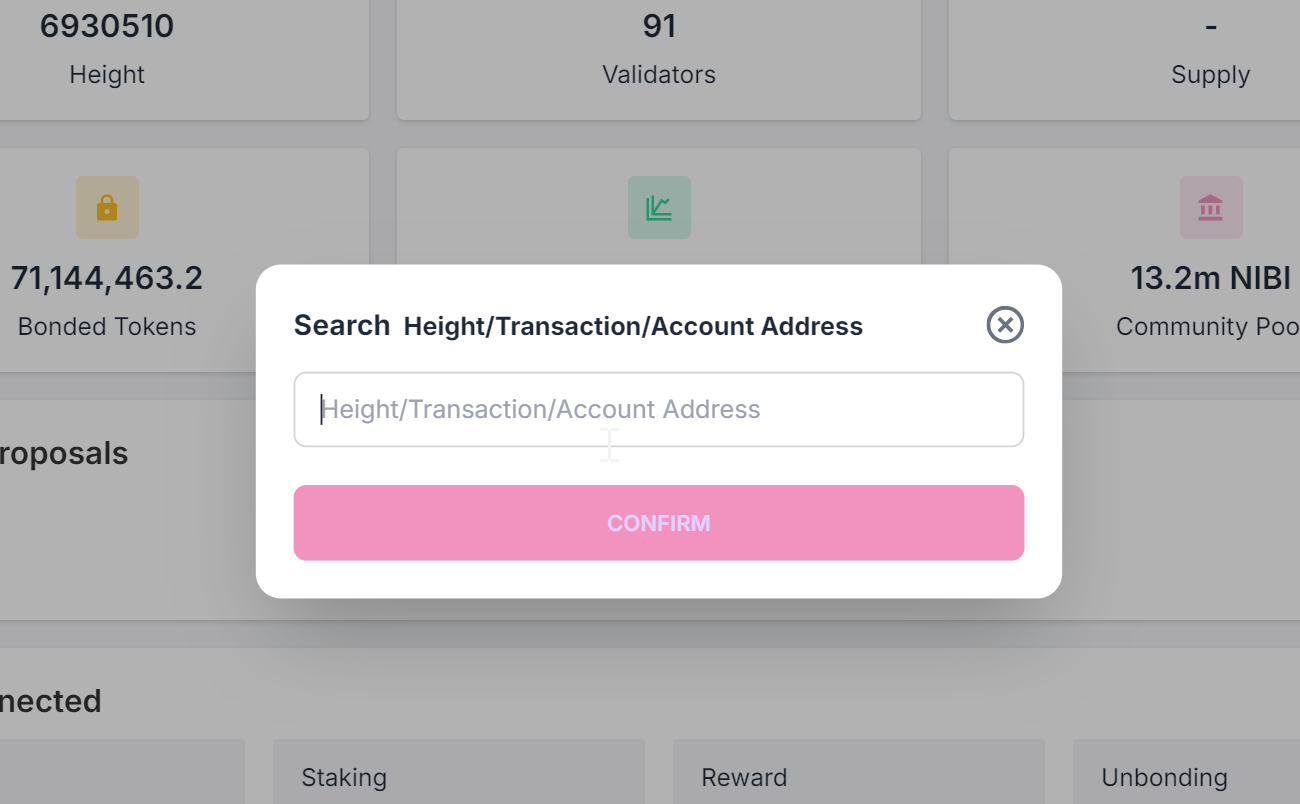 6930510
Height
91
Validators
-
Supply
71,144,463.2
Bonded Tokens
13.2m NIBI
Community Poo
Search Height/Transaction/Account Address
Height/Transaction/Account Address
CONFIRM
roposals
nected
Staking
Reward
Unbonding